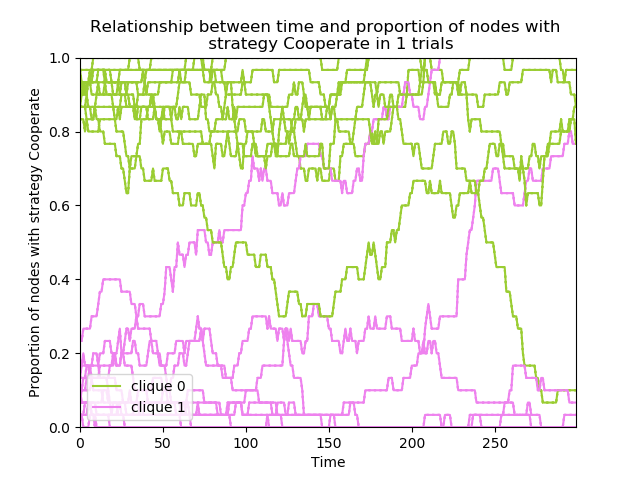 Relationship between time and proportion of nodes with
strategy Cooperate in 1 trials
Proportion of nodes with strategy Cooperate
1.0
0.8
0.6
0.4
0.2
0.0
clique 0
clique 1
0 50 100 150 200 250
Time